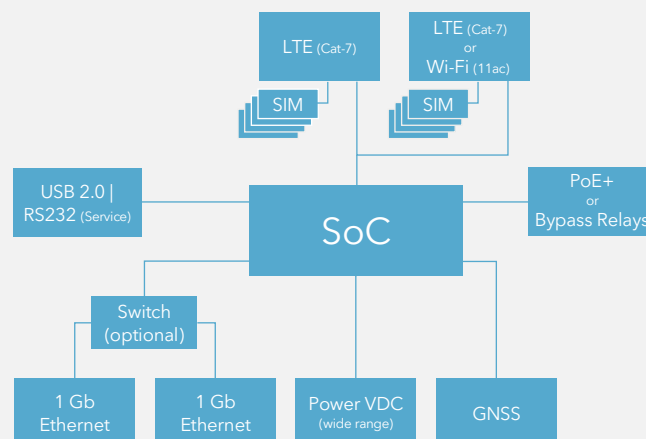 LTE (Cat-7)
LTE (Cat-7)
or
Wi-Fi (11ac)
SIM
SIM
USB 2.0 |
RS232 (Service)
SoC
PoE+
or
Bypass Relays
Switch
(optional)
1 Gb
Ethernet
1 Gb
Ethernet
Power VDC
(wide range)
GNSS